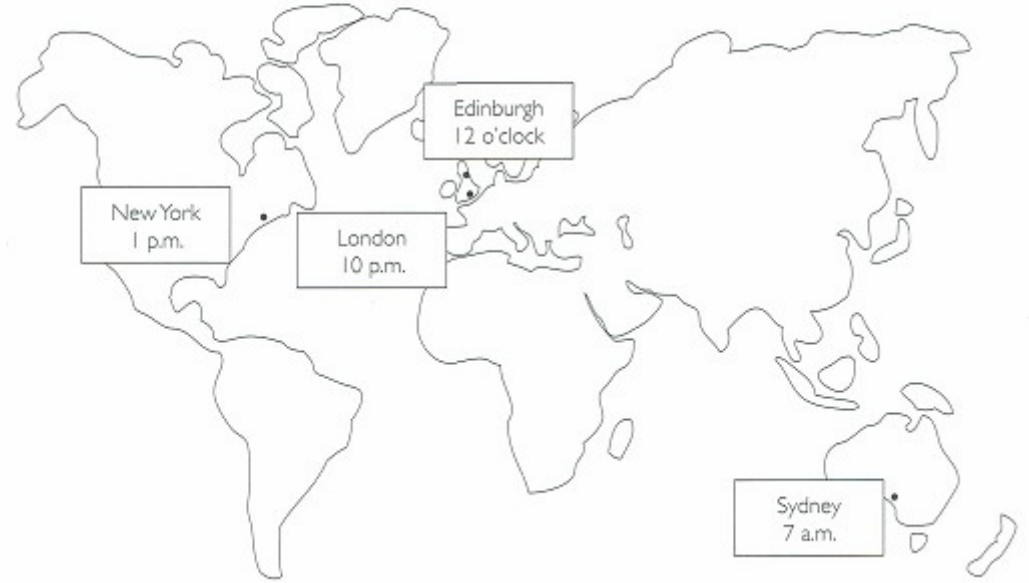 Edinburgh
12 o'clock
New York
1 p.m.
London
10 p.m.
Sydney
7 a.m.